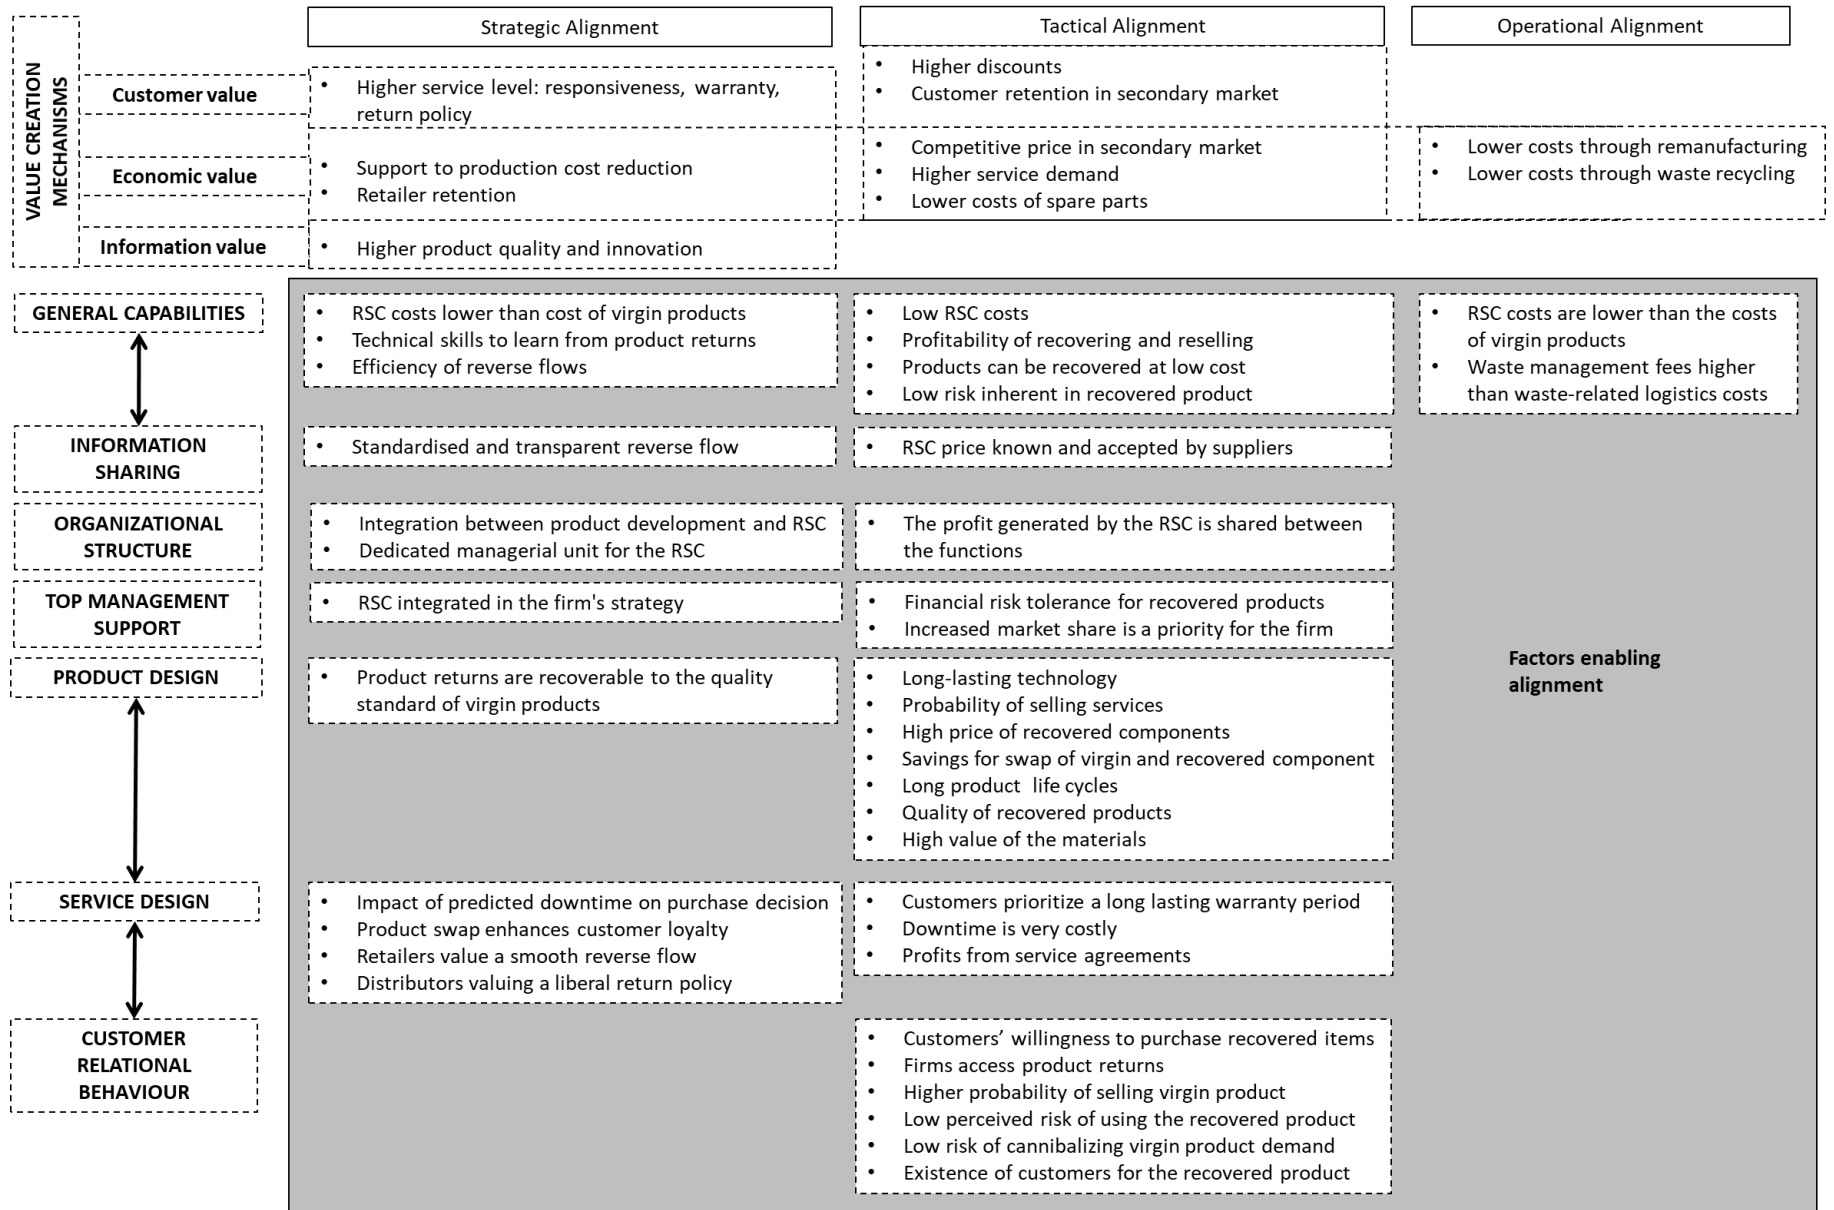 Strategic Alignment
Tactical Alignment
Operational Alignment
VALUE CREATION
MECHANISMS
Customer value
• Higher service level: responsiveness, warranty,
return policy
• Higher discounts
• Customer retention in secondary market
Economic value
• Support to production cost reduction
• Retailer retention
• Competitive price in secondary market
• Higher service demand
• Lower costs of spare parts
• Lower costs through remanufacturing
• Lower costs through waste recycling
Information value
• Higher product quality and innovation
GENERAL CAPABILITIES
• RSC costs lower than cost of virgin products
• Technical skills to learn from product returns
• Efficiency of reverse flows
• Low RSC costs
• Profitability of recovering and reselling
• Products can be recovered at low cost
• Low risk inherent in recovered product
• RSC costs are lower than the costs
of virgin products
• Waste management fees higher
than waste-related logistics costs
INFORMATION
SHARING
• Standardised and transparent reverse flow
• RSC price known and accepted by suppliers
ORGANIZATIONAL
STRUCTURE
• Integration between product development and RSC
• Dedicated managerial unit for the RSC
• The profit generated by the RSC is shared between
the functions
TOP MANAGEMENT
SUPPORT
• RSC integrated in the firm's strategy
• Financial risk tolerance for recovered products
• Increased market share is a priority for the firm
Factors enabling
alignment
PRODUCT DESIGN
• Product returns are recoverable to the quality
standard of virgin products
• Long-lasting technology
• Probability of selling services
• High price of recovered components
• Savings for swap of virgin and recovered component
• Long product life cycles
• Quality of recovered products
• High value of the materials
SERVICE DESIGN
• Impact of predicted downtime on purchase decision
• Product swap enhances customer loyalty
• Retailers value a smooth reverse flow
• Distributors valuing a liberal return policy
• Customers prioritize a long lasting warranty period
• Downtime is very costly
• Profits from service agreements
CUSTOMER
RELATIONAL
BEHAVIOUR
• Customers’ willingness to purchase recovered items
• Firms access product returns
• Higher probability of selling virgin product
• Low perceived risk of using the recovered product
• Low risk of cannibalizing virgin product demand
• Existence of customers for the recovered product